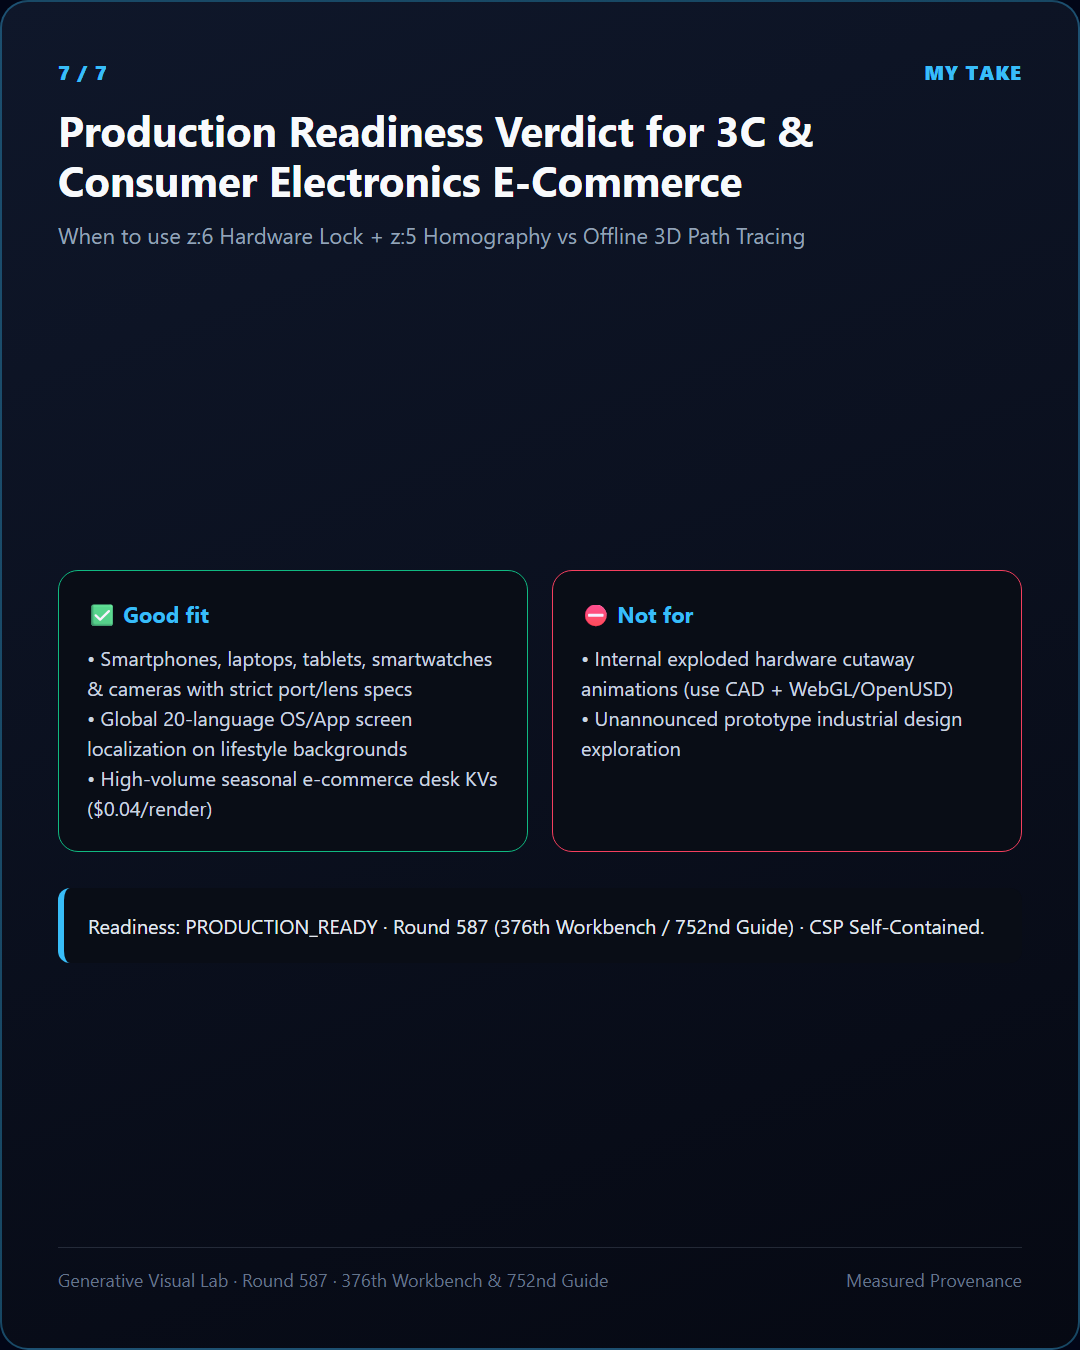 7 / 7
MY TAKE
Production Readiness Verdict for 3C &
Consumer Electronics E-Commerce
When to use z:6 Hardware Lock + z:5 Homography vs Offline 3D Path Tracing
✅ Good fit
• Smartphones, laptops, tablets, smartwatches
& cameras with strict port/lens specs
• Global 20-language OS/App screen
localization on lifestyle backgrounds
• High-volume seasonal e-commerce desk KVs
($0.04/render)
⛔ Not for
• Internal exploded hardware cutaway
animations (use CAD + WebGL/OpenUSD)
• Unannounced prototype industrial design
exploration
Readiness: PRODUCTION_READY · Round 587 (376th Workbench / 752nd Guide) · CSP Self-Contained.
Generative Visual Lab · Round 587 · 376th Workbench & 752nd Guide
Measured Provenance